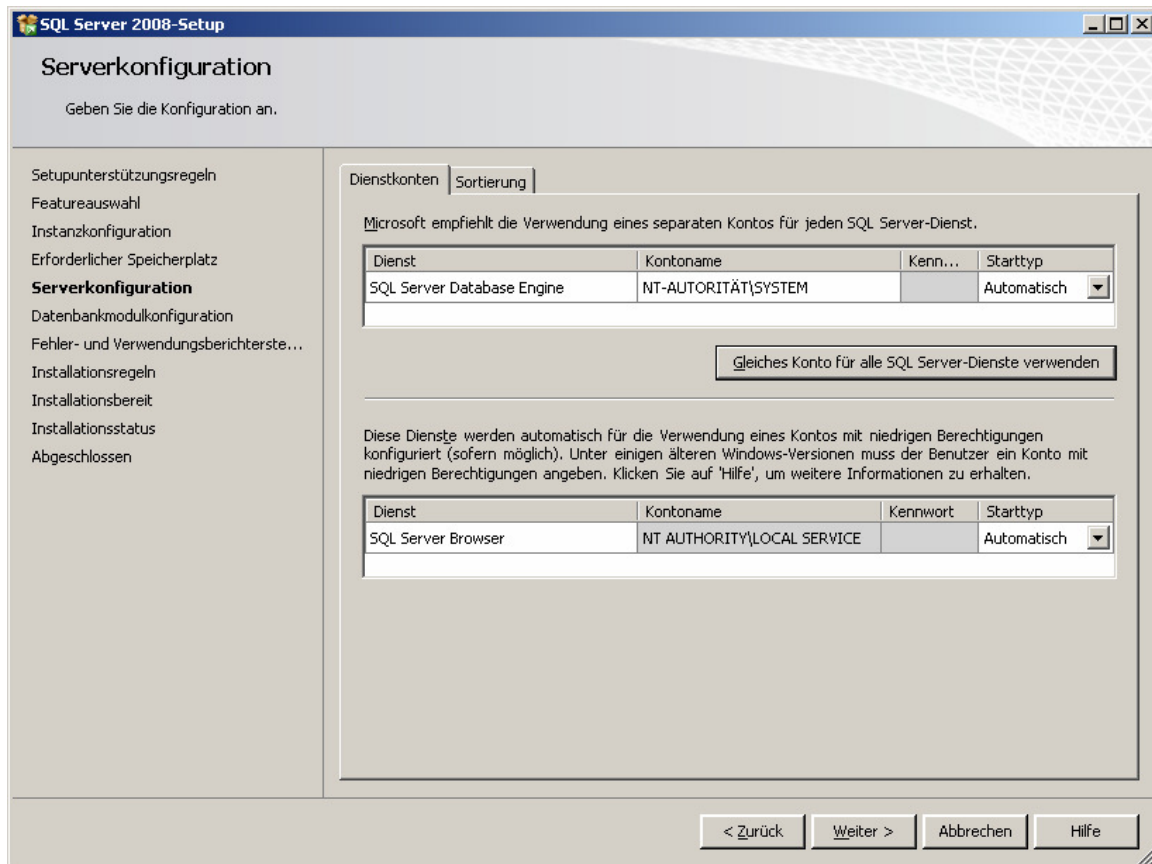 SQL Server 2008-Setup
Serverkonfiguration
Geben Sie die Konfiguration an.
Setupunterstützungsregeln
Featureauswahl
Instanzkonfiguration
Erforderlicher Speicherplatz
Serverkonfiguration
Datenbankmodulkonfiguration
Fehler- und Verwendungsberichterste...
Installationsregeln
Installationsbereit
Installationsstatus
Abgeschlossen
Dienstkonten Sortierung
Microsoft empfiehlt die Verwendung eines separaten Kontos für jeden SQL Server-Dienst.
Dienst Kontoname Kenn... Starttyp
SQL Server Database Engine NT-AUTORITÄT\SYSTEM Automatisch
Gleiches Konto für alle SQL Server-Dienste verwenden
Diese Dienste werden automatisch für die Verwendung eines Kontos mit niedrigen Berechtigungen
konfiguriert (sofern möglich). Unter einigen älteren Windows-Versionen muss der Benutzer ein Konto mit
niedrigen Berechtigungen angeben. Klicken Sie auf 'Hilfe', um weitere Informationen zu erhalten.
Dienst Kontoname Kennwort Starttyp
SQL Server Browser NT AUTHORITY\LOCAL SERVICE Automatisch
< Zurück Weiter > Abbrechen Hilfe